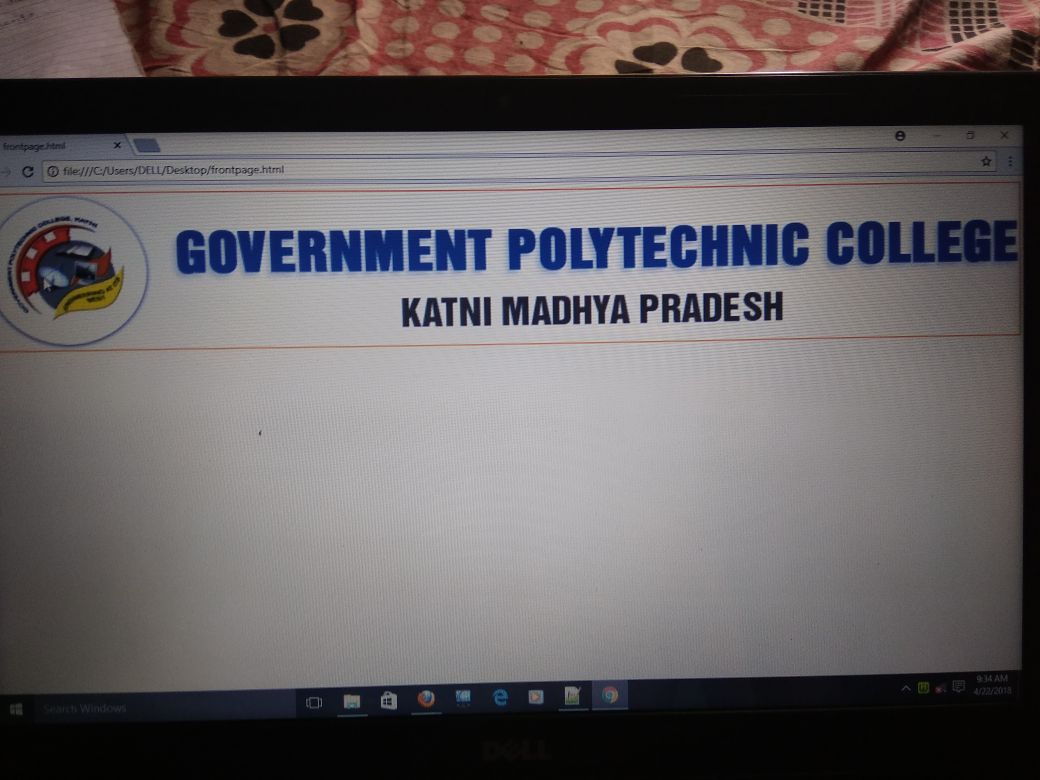 frontpage.html
file:///C:/Users/DELL/Desktop/frontpage.html
GOVERNMENT POLYTECHNIC COLLEGE, KATNI
GOVERNMENT POLYTECHNIC COLLEGE
KATNI MADHYA PRADESH
Search Windows
9:34 AM
4/22/2018
DELL